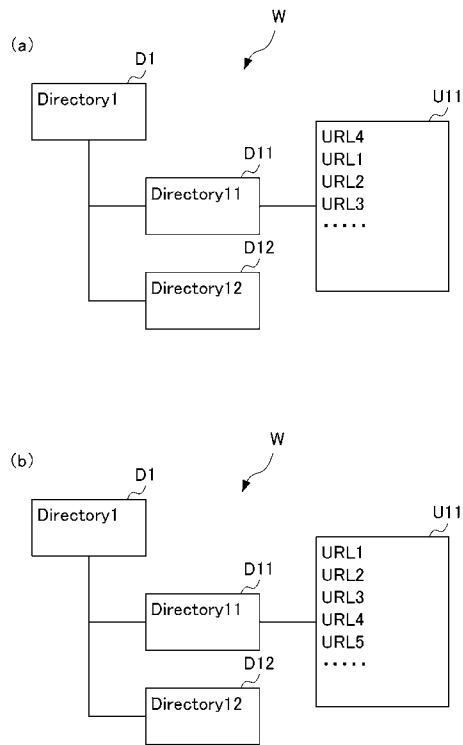 W
(a)
D1
Directory1
U11
URL4
URL1
URL2
URL3
·····
D11
Directory11
D12
Directory12
W
(b)
D1
Directory1
U11
URL1
URL2
URL3
URL4
URL5
·····
D11
Directory11
D12
Directory12